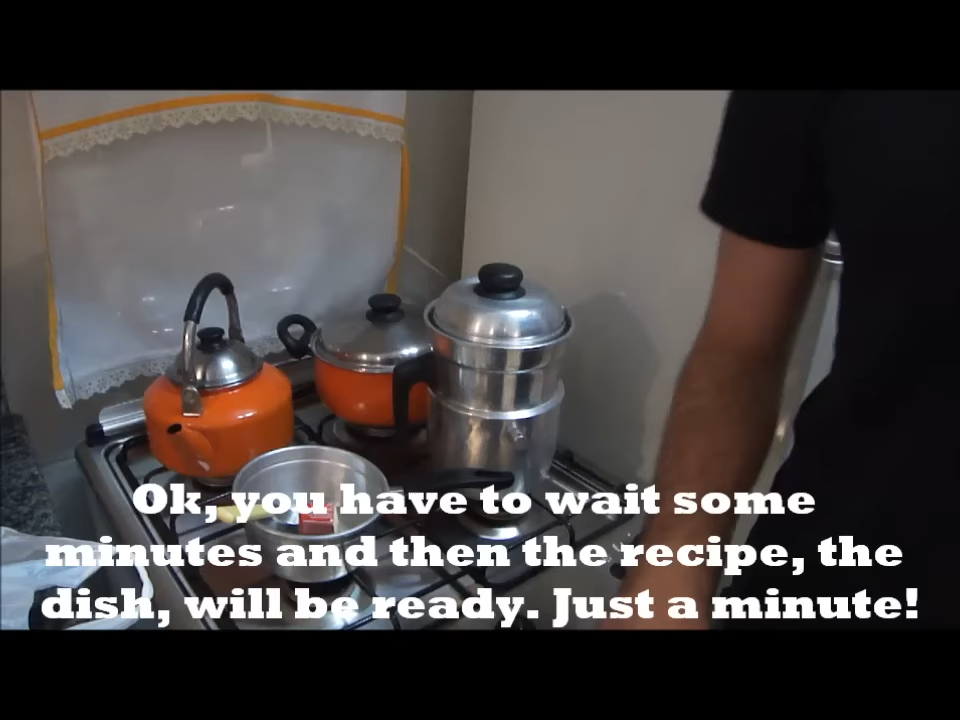 Ok, you have to wait some
minutes and then the recipe, the
dish, will be ready. Just a minute!